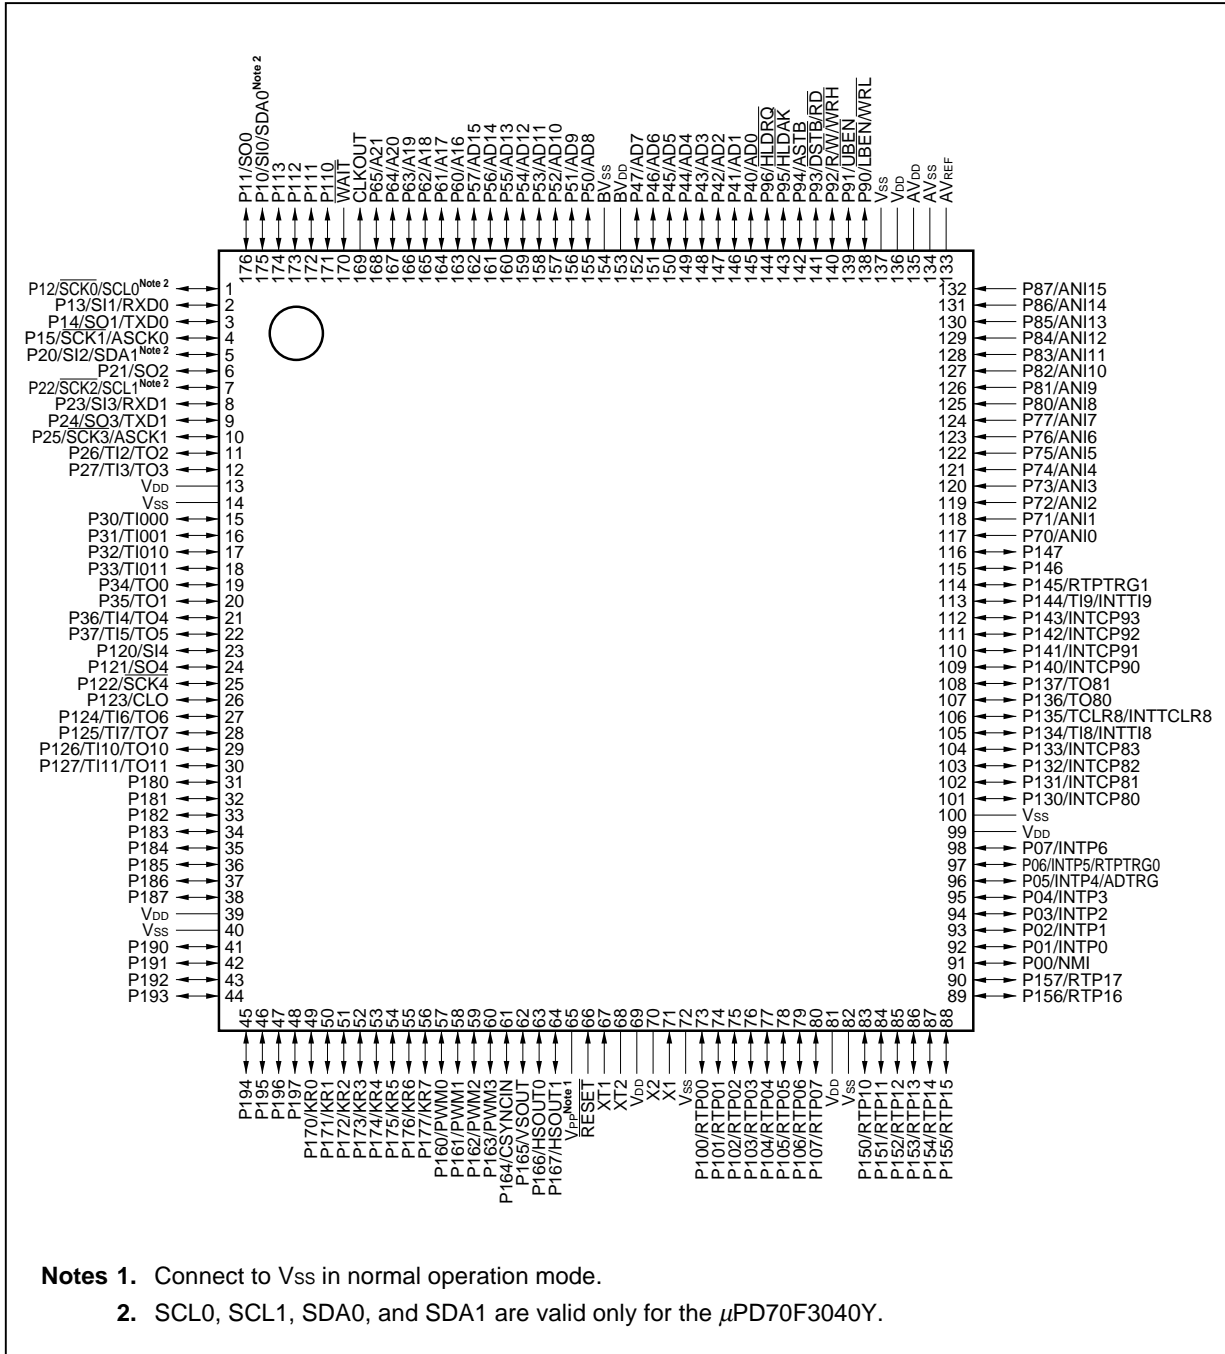 P11/SO0
P10/SI0/SDA0Note 2
P113
P112
P111
P110
WAIT
CLKOUT
P65/A21
P64/A20
P63/A19
P62/A18
P61/A17
P60/A16
P57/AD15
P56/AD14
P55/AD13
P54/AD12
P53/AD11
P52/AD10
P51/AD9
P50/AD8
BVSS
BVDD
P47/AD7
P46/AD6
P45/AD5
P44/AD4
P43/AD3
P42/AD2
P41/AD1
P40/AD0
P96/HLDRQ
P95/HLDAK
P94/ASTB
P93/DSTB/RD
P92/R/W/WRH
P91/UBEN
P90/LBEN/WRL
VSS
VDD
AVDD
AVSS
AVREF
176
175
174
173
172
171
170
169
168
167
166
165
164
163
162
161
160
159
158
157
156
155
154
153
152
151
150
149
148
147
146
145
144
143
142
141
140
139
138
137
136
135
134
133
P12/SCK0/SCL0Note 2 1
P13/SI1/RXD0 2
P14/SO1/TXD0 3
P15/SCK1/ASCK0 4
P20/SI2/SDA1Note 2 5
P21/SO2 6
P22/SCK2/SCL1Note 2 7
P23/SI3/RXD1 8
P24/SO3/TXD1 9
P25/SCK3/ASCK1 10
P26/TI2/TO2 11
P27/TI3/TO3 12
VDD 13
VSS 14
P30/TI000 15
P31/TI001 16
P32/TI010 17
P33/TI011 18
P34/TO0 19
P35/TO1 20
P36/TI4/TO4 21
P37/TI5/TO5 22
P120/SI4 23
P121/SO4 24
P122/SCK4 25
P123/CLO 26
P124/TI6/TO6 27
P125/TI7/TO7 28
P126/TI10/TO10 29
P127/TI11/TO11 30
P180 31
P181 32
P182 33
P183 34
P184 35
P185 36
P186 37
P187 38
VDD 39
VSS 40
P190 41
P191 42
P192 43
P193 44
132 P87/ANI15
131 P86/ANI14
130 P85/ANI13
129 P84/ANI12
128 P83/ANI11
127 P82/ANI10
126 P81/ANI9
125 P80/ANI8
124 P77/ANI7
123 P76/ANI6
122 P75/ANI5
121 P74/ANI4
120 P73/ANI3
119 P72/ANI2
118 P71/ANI1
117 P70/ANI0
116 P147
115 P146
114 P145/RTPTRG1
113 P144/TI9/INTTI9
112 P143/INTCP93
111 P142/INTCP92
110 P141/INTCP91
109 P140/INTCP90
108 P137/TO81
107 P136/TO80
106 P135/TCLR8/INTTCLR8
105 P134/TI8/INTTI8
104 P133/INTCP83
103 P132/INTCP82
102 P131/INTCP81
101 P130/INTCP80
100 VSS
99 VDD
98 P07/INTP6
97 P06/INTP5/RTPTRG0
96 P05/INTP4/ADTRG
95 P04/INTP3
94 P03/INTP2
93 P02/INTP1
92 P01/INTP0
91 P00/NMI
90 P157/RTP17
89 P156/RTP16
45
46
47
48
49
50
51
52
53
54
55
56
57
58
59
60
61
62
63
64
65
66
67
68
69
70
71
72
73
74
75
76
77
78
79
80
81
82
83
84
85
86
87
88
P194
P195
P196
P197
P170/KR0
P171/KR1
P172/KR2
P173/KR3
P174/KR4
P175/KR5
P176/KR6
P177/KR7
P160/PWM0
P161/PWM1
P162/PWM2
P163/PWM3
P164/CSYNCIN
P165/VSOUT
P166/HSOUT0
P167/HSOUT1
VPPNote 1
RESET
XT1
XT2
VDD
X2
X1
VSS
P100/RTP00
P101/RTP01
P102/RTP02
P103/RTP03
P104/RTP04
P105/RTP05
P106/RTP06
P107/RTP07
VDD
VSS
P150/RTP10
P151/RTP11
P152/RTP12
P153/RTP13
P154/RTP14
P155/RTP15
Notes 1. Connect to VSS in normal operation mode.
2. SCL0, SCL1, SDA0, and SDA1 are valid only for the µPD70F3040Y.